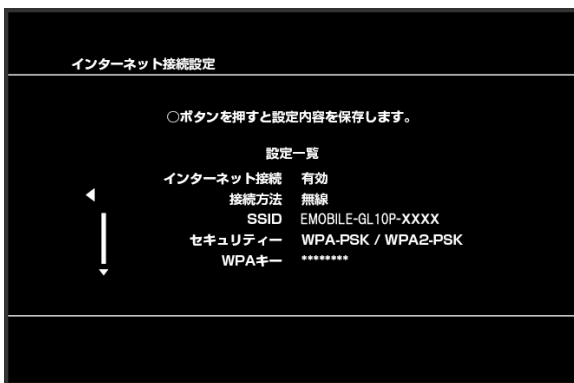 インターネット接続設定
○ボタンを押すと設定内容を保存します。
設定一覧
インターネット接続 有効
接続方法 無線
SSID EMOBILE-GL10P-XXXX
セキュリティー WPA-PSK / WPA2-PSK
WPAキー ********